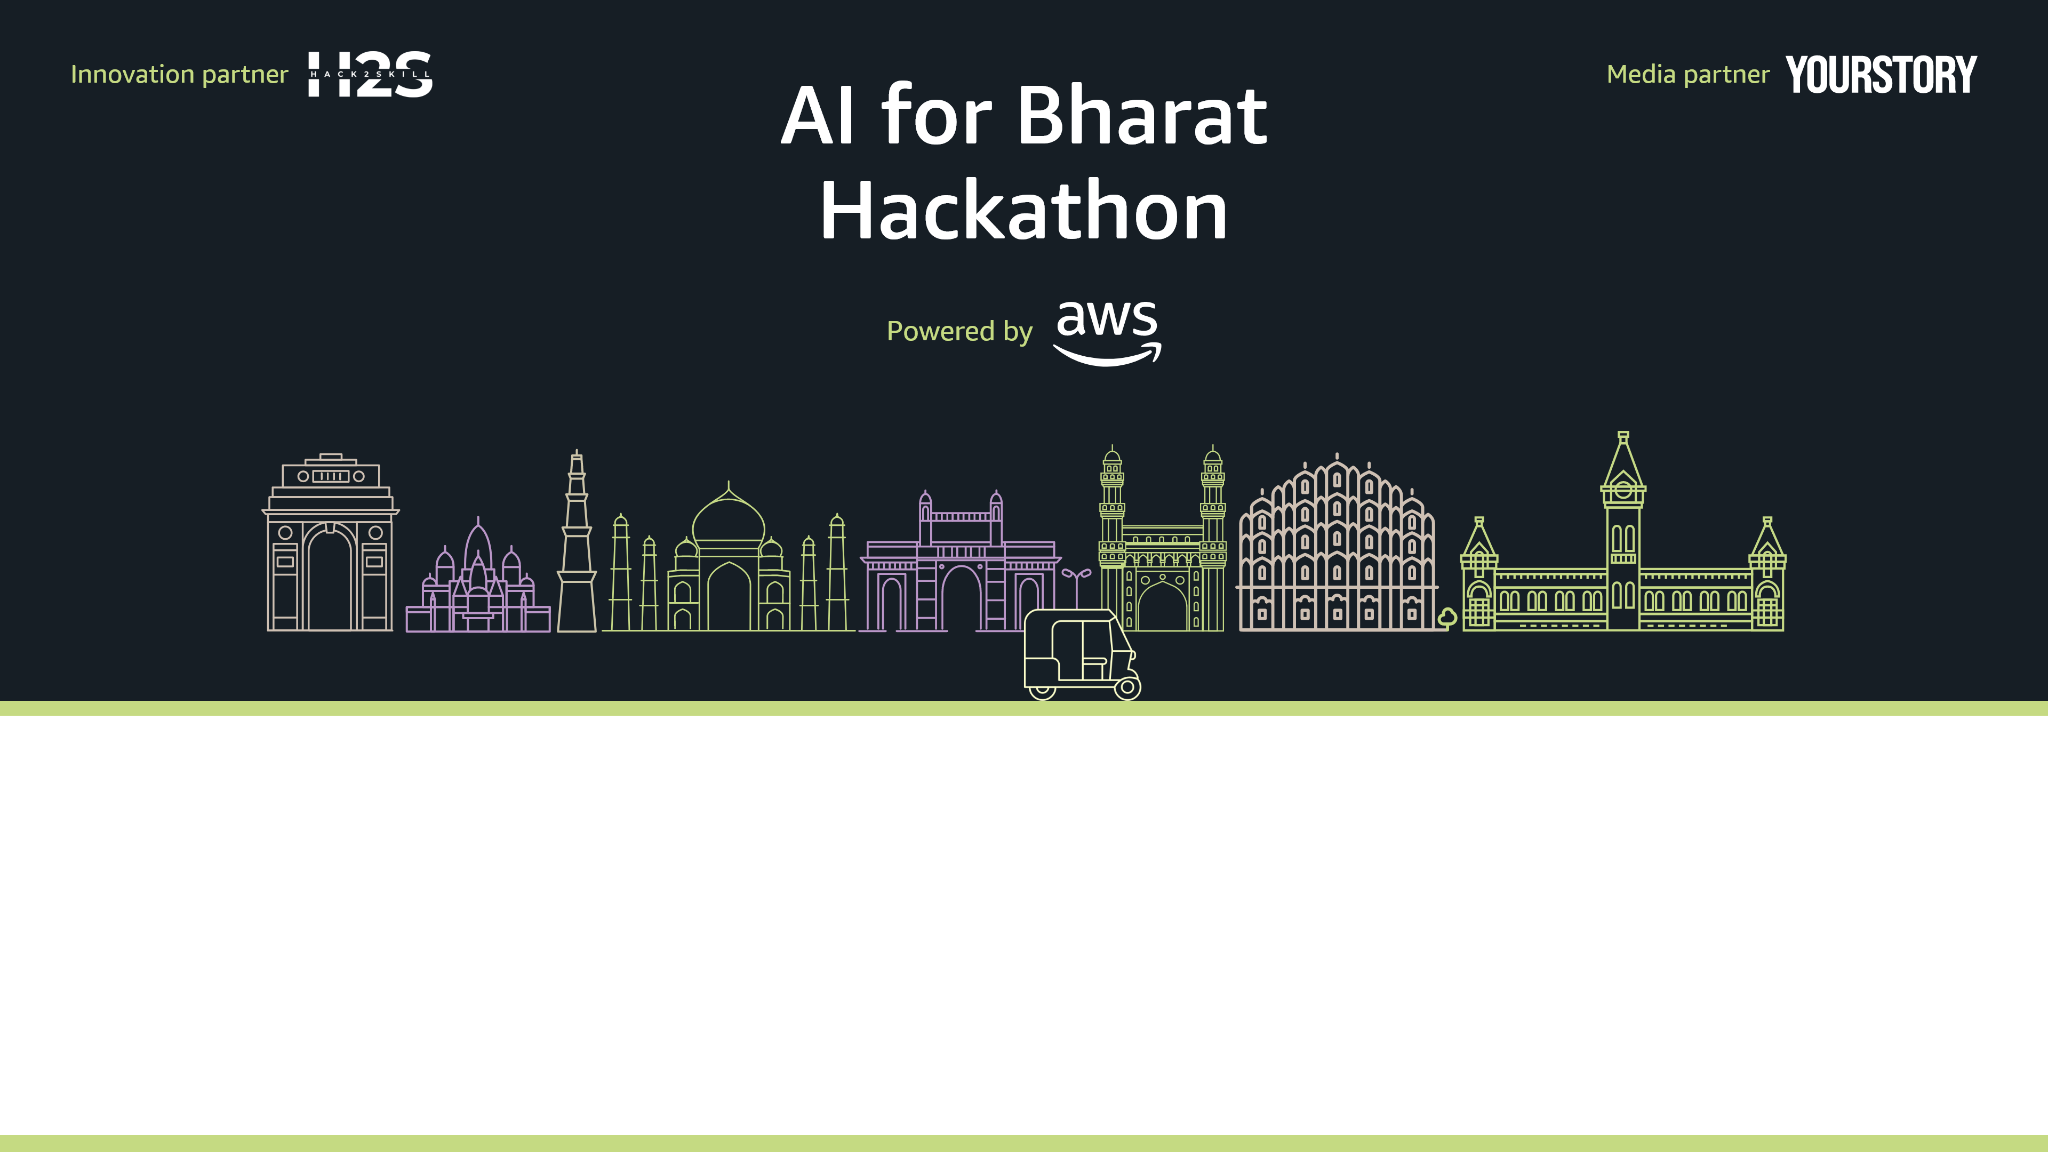 Innovation partner H2S
HACK2SKILL
Media partner YOURSTORY
AI for Bharat
Hackathon
Powered by aws